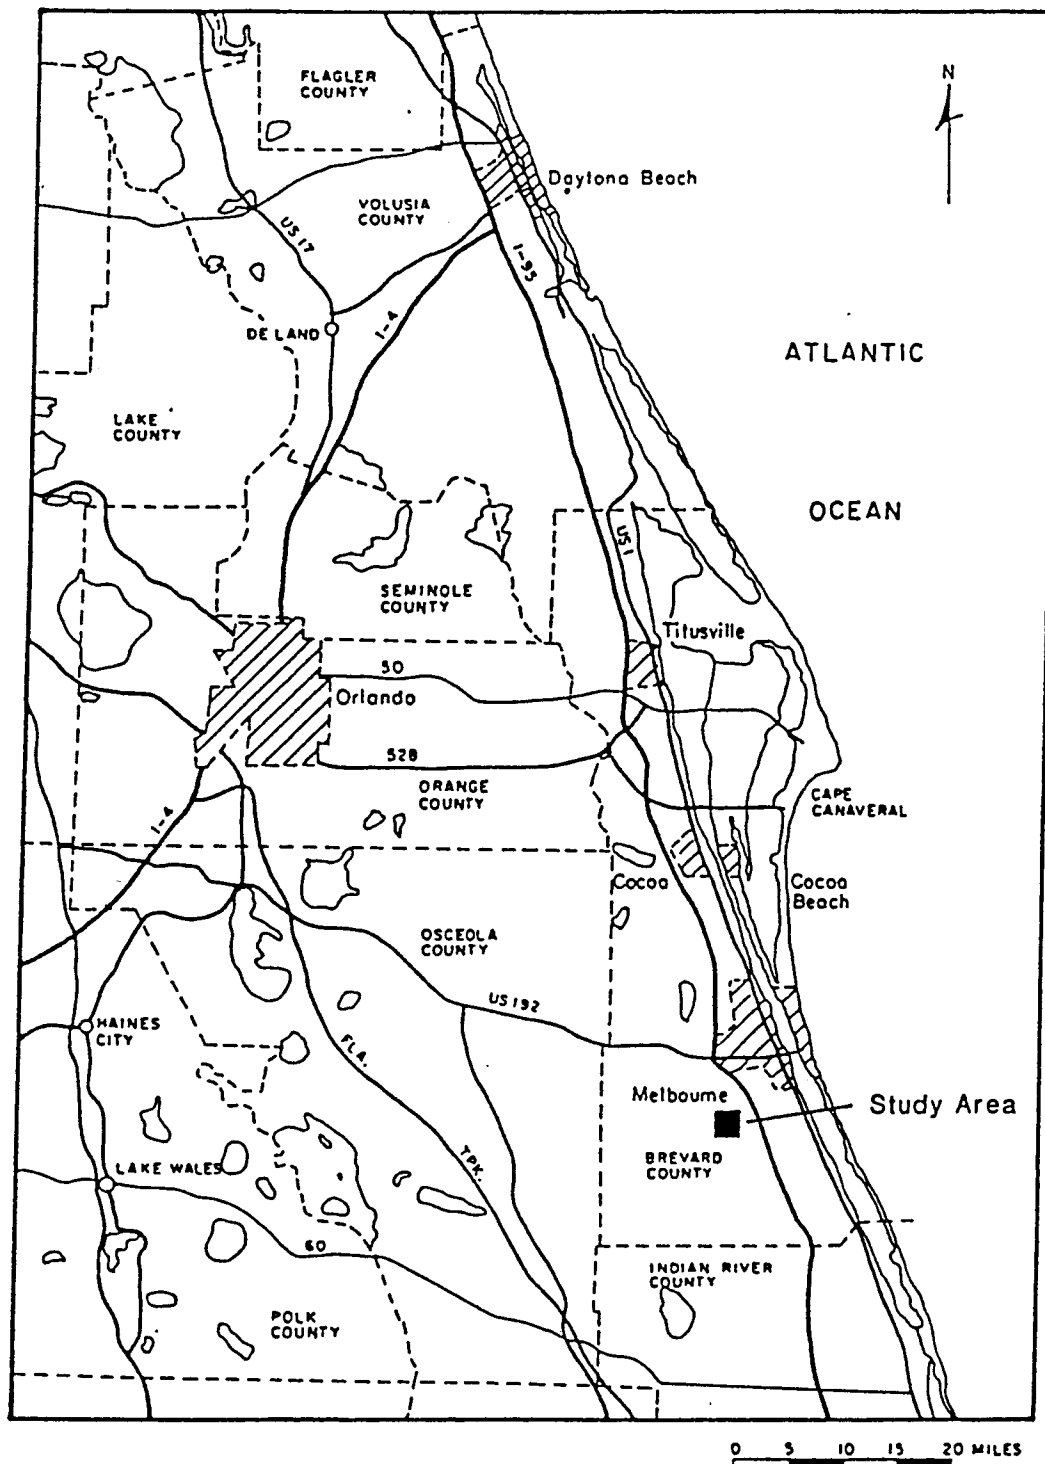 FLAGLER
COUNTY
N
Daytona Beach
VOLUSIA
COUNTY
US 17
I-95
I-4
DE LAND
ATLANTIC
LAKE
COUNTY
OCEAN
US 1
SEMINOLE
COUNTY
Titusville
50
Orlando
528
ORANGE
COUNTY
CAPE
CANAVERAL
I-4
Cocoa
Cocoa
Beach
OSCEOLA
COUNTY
US 192
HAINES
CITY
FLA.
Melbourne
Study Area
BREVARD
COUNTY
LAKE WALES
TPK.
60
INDIAN RIVER
COUNTY
POLK
COUNTY
0 5 10 15 20 MILES